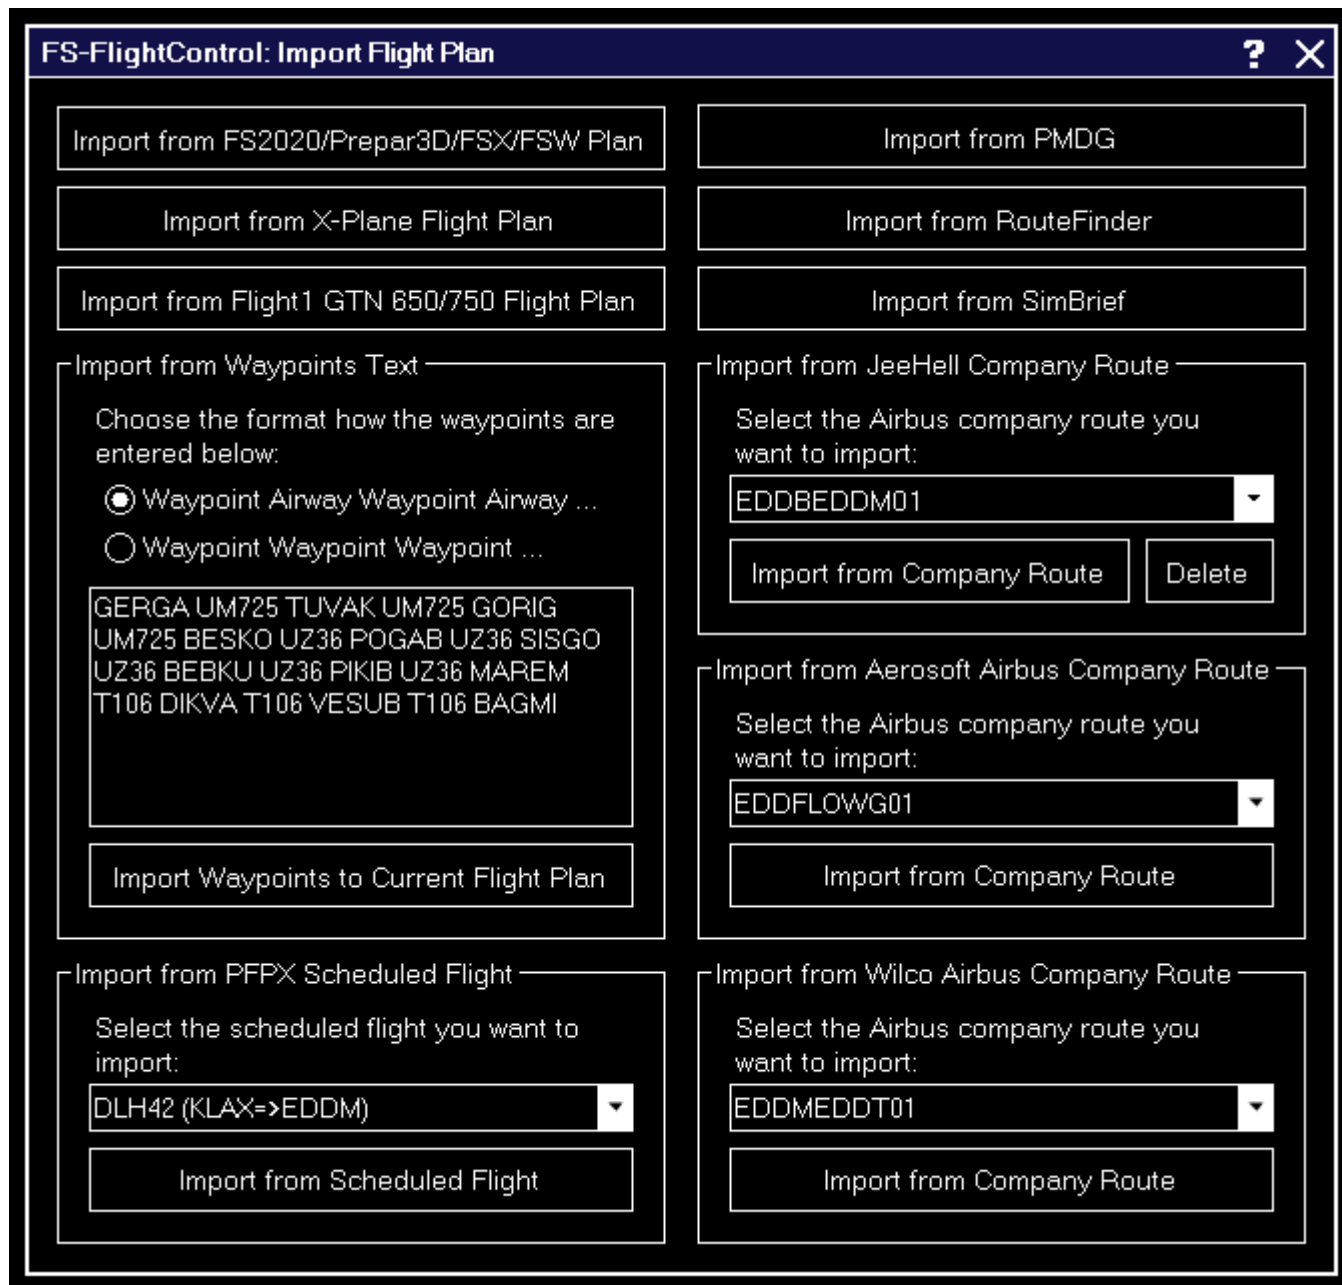 FS-FlightControl: Import Flight Plan
?
Import from FS2020/Prepar3D/FSX/FSW Plan
Import from X-Plane Flight Plan
Import from Flight1 GTN 650/750 Flight Plan
Import from PMDG
Import from RouteFinder
Import from SimBrief
Import from Waypoints Text
Choose the format how the waypoints are
entered below:
Waypoint Airway Waypoint Airway ...
Waypoint Waypoint Waypoint ...
GERGA UM725 TUVAK UM725 GORIG
UM725 BESKO UZ36 POGAB UZ36 SISGO
UZ36 BEBKU UZ36 PIKIB UZ36 MAREM
T106 DIKVA T106 VESUB T106 BAGMI
Import Waypoints to Current Flight Plan
Import from PFPX Scheduled Flight
Select the scheduled flight you want to
import:
DLH42 (KLAX=>EDDM)
Import from Scheduled Flight
Import from JeeHell Company Route
Select the Airbus company route you
want to import:
EDDBEDDM01
Import from Company Route
Delete
Import from Aerosoft Airbus Company Route
Select the Airbus company route you
want to import:
EDDFLOWG01
Import from Company Route
Import from Wilco Airbus Company Route
Select the Airbus company route you
want to import:
EDDMEDDT01
Import from Company Route